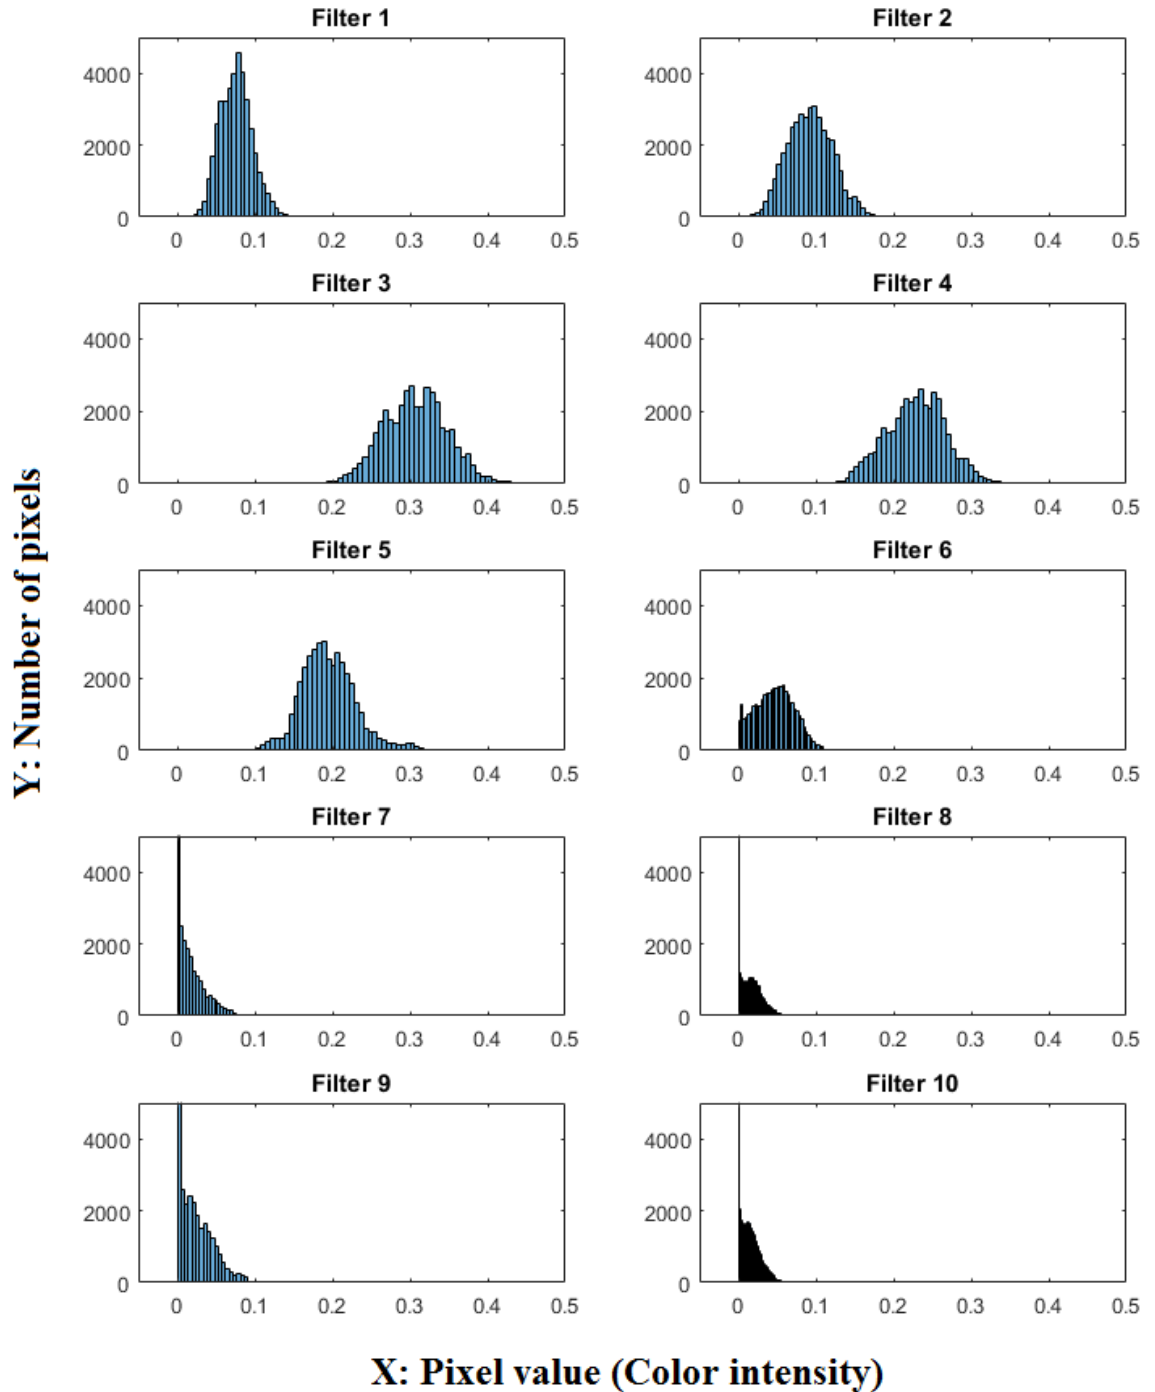 Filter 1
4000
2000
0
0 0.1 0.2 0.3 0.4 0.5
Filter 2
4000
2000
0
0 0.1 0.2 0.3 0.4 0.5
Filter 3
4000
2000
0
0 0.1 0.2 0.3 0.4 0.5
Filter 4
4000
2000
0
0 0.1 0.2 0.3 0.4 0.5
Filter 5
4000
2000
0
0 0.1 0.2 0.3 0.4 0.5
Filter 6
4000
2000
0
0 0.1 0.2 0.3 0.4 0.5
Filter 7
4000
2000
0
0 0.1 0.2 0.3 0.4 0.5
Filter 8
4000
2000
0
0 0.1 0.2 0.3 0.4 0.5
Filter 9
4000
2000
0
0 0.1 0.2 0.3 0.4 0.5
Filter 10
4000
2000
0
0 0.1 0.2 0.3 0.4 0.5
Y: Number of pixels
X: Pixel value (Color intensity)